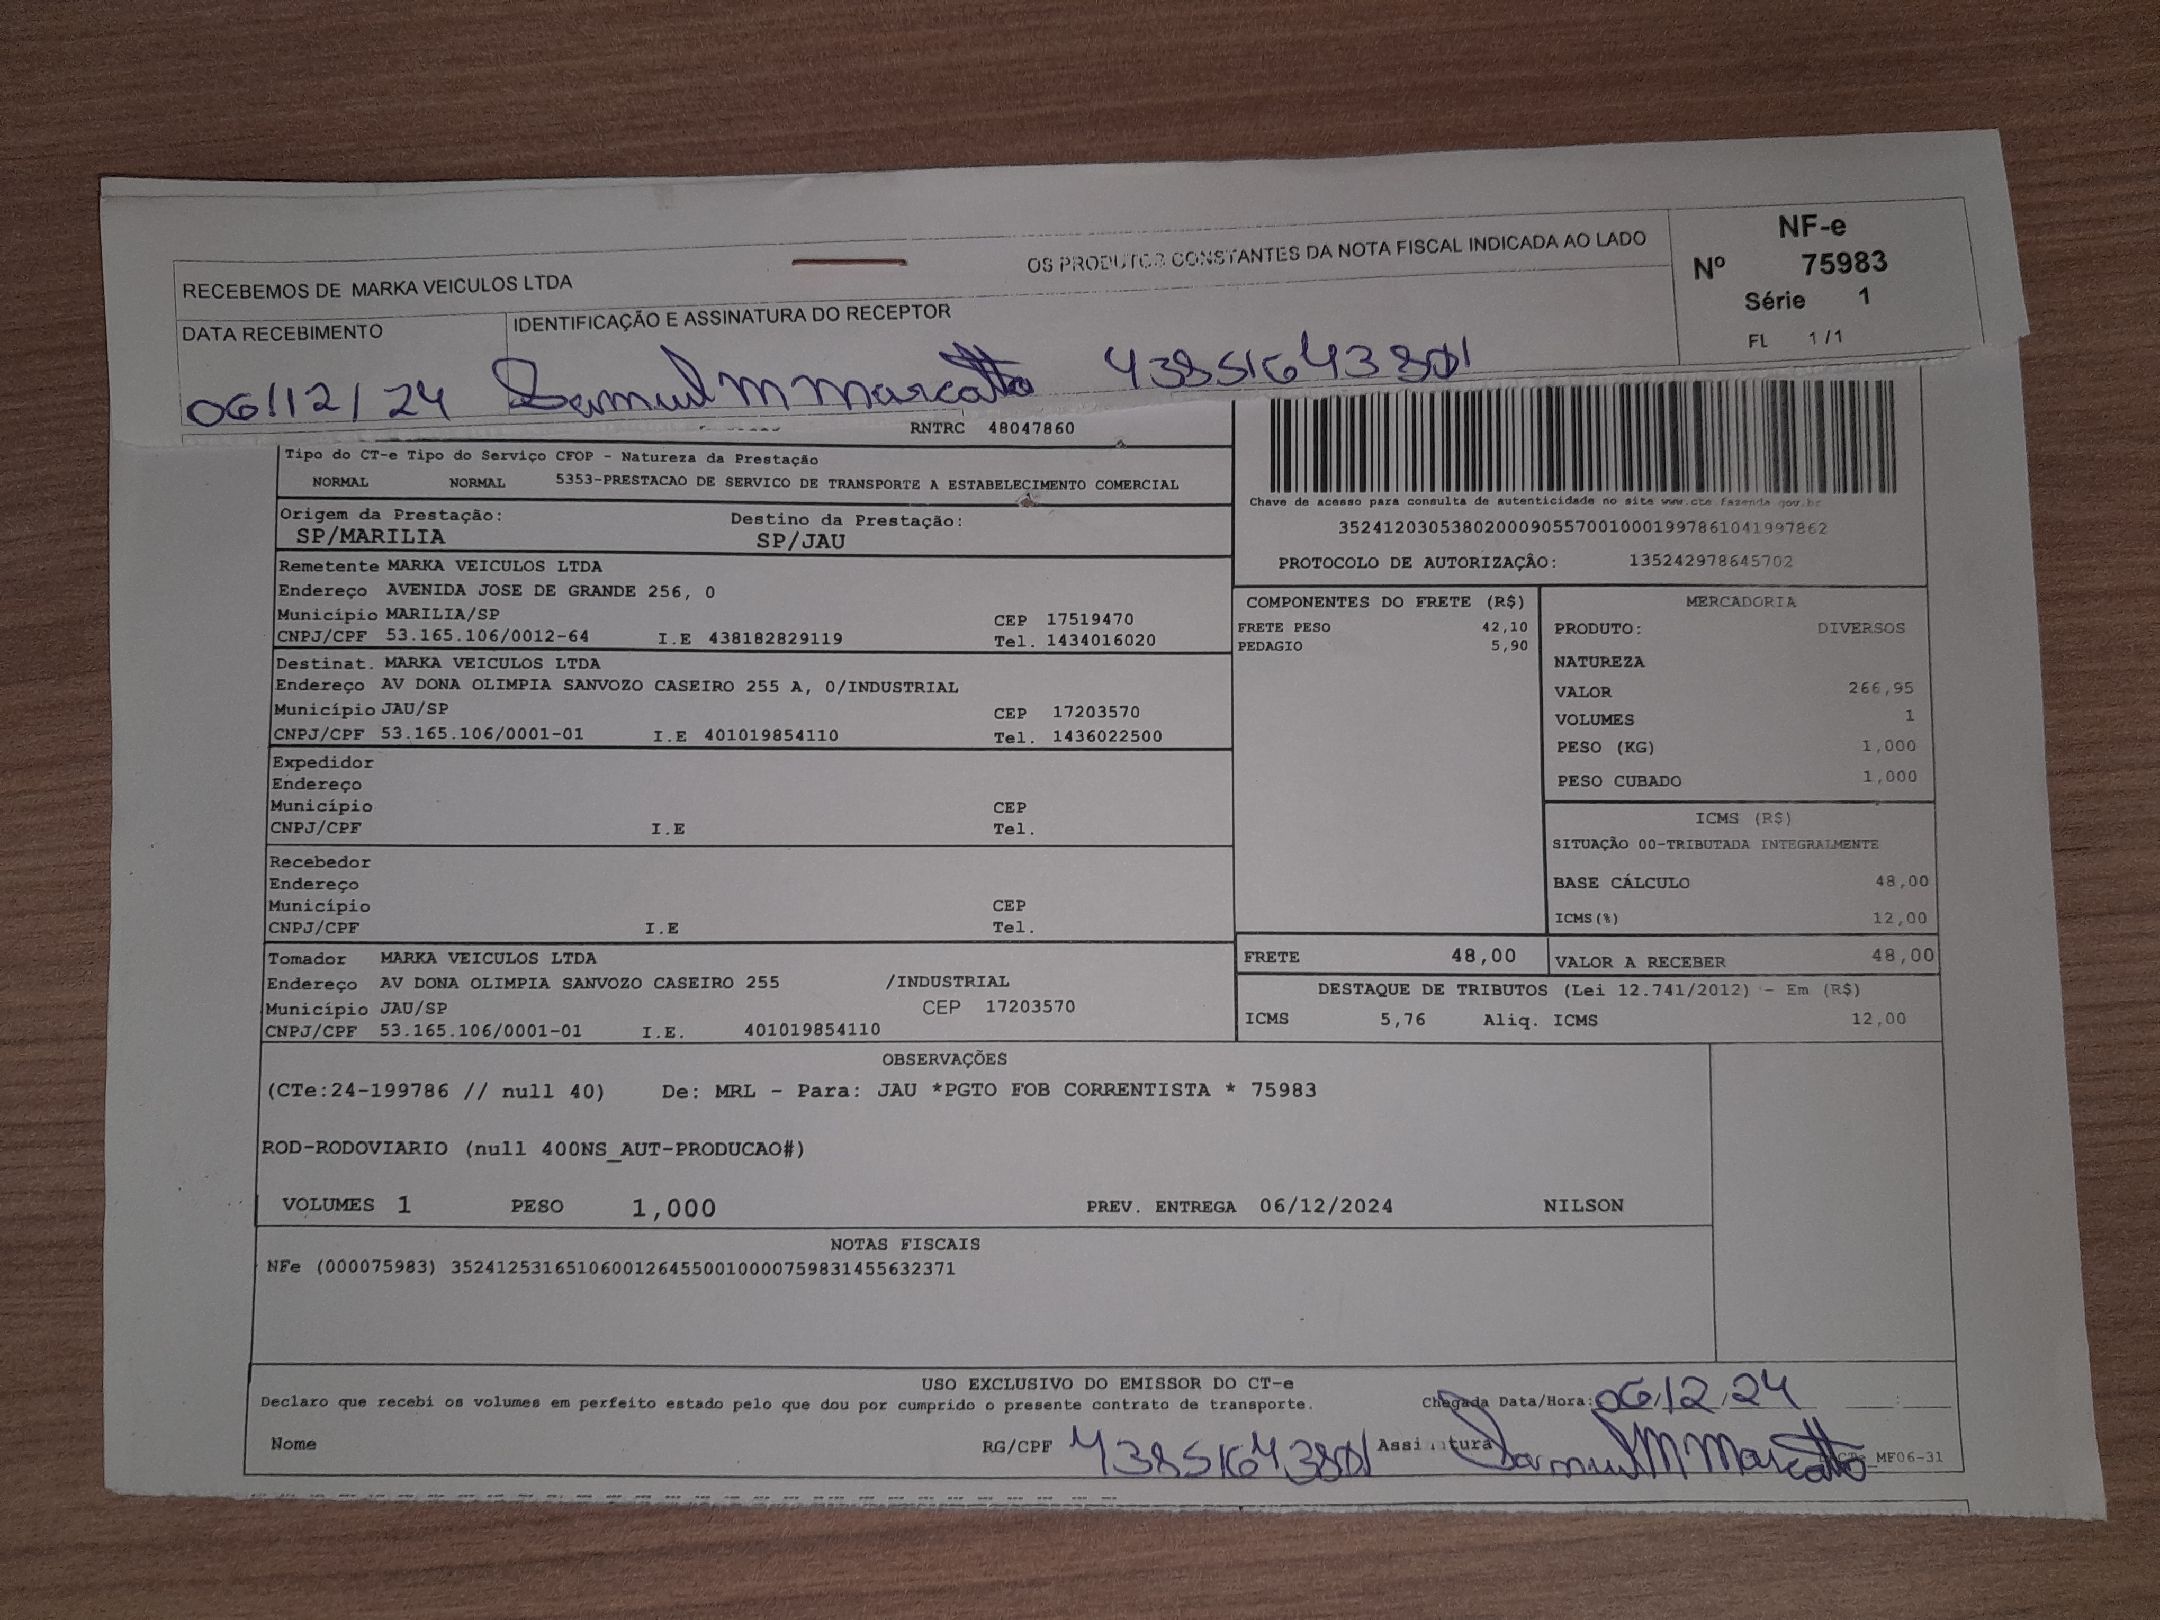 RECEBEMOS DE MARKA VEICULOS LTDA OS PRODUTOS CONSTANTES DA NOTA FISCAL INDICADA AO LADO
NF-e
Nº 75983
Série 1
FL 1 /1
DATA RECEBIMENTO
IDENTIFICAÇÃO E ASSINATURA DO RECEPTOR
06/12/24 Samuel M Marcatto 43851643801
RNTRC 48047860
Tipo do CT-e Tipo do Serviço CFOP - Natureza da Prestação
NORMAL NORMAL 5353-PRESTACAO DE SERVICO DE TRANSPORTE A ESTABELECIMENTO COMERCIAL
Origem da Prestação: Destino da Prestação:
SP/MARILIA SP/JAU
Chave de acesso para consulta de autenticidade no site www.cte.fazenda.gov.br
35241203053802000905570010001997861041997862
PROTOCOLO DE AUTORIZAÇÂO: 135242978645702
Remetente MARKA VEICULOS LTDA
Endereço AVENIDA JOSE DE GRANDE 256, 0
Município MARILIA/SP CEP 17519470
CNPJ/CPF 53.165.106/0012-64 I.E 438182829119 Tel. 1434016020
Destinat. MARKA VEICULOS LTDA
Endereço AV DONA OLIMPIA SANVOZO CASEIRO 255 A, 0/INDUSTRIAL
Município JAU/SP CEP 17203570
CNPJ/CPF 53.165.106/0001-01 I.E 401019854110 Tel. 1436022500
Expedidor
Endereço
Município CEP
CNPJ/CPF I.E Tel.
Recebedor
Endereço
Município CEP
CNPJ/CPF I.E Tel.
Tomador MARKA VEICULOS LTDA
Endereço AV DONA OLIMPIA SANVOZO CASEIRO 255 /INDUSTRIAL
Município JAU/SP CEP 17203570
CNPJ/CPF 53.165.106/0001-01 I.E. 401019854110
COMPONENTES DO FRETE (R$)
FRETE PESO 42,10
PEDAGIO 5,90
MERCADORIA
PRODUTO: DIVERSOS
NATUREZA
VALOR 266,95
VOLUMES 1
PESO (KG) 1,000
PESO CUBADO 1,000
ICMS (R$)
SITUAÇÃO 00-TRIBUTADA INTEGRALMENTE
BASE CÁLCULO 48,00
ICMS(%) 12,00
FRETE 48,00 VALOR A RECEBER 48,00
DESTAQUE DE TRIBUTOS (Lei 12.741/2012) - Em (R$)
ICMS 5,76 Aliq. ICMS 12,00
OBSERVAÇÕES
(CTe:24-199786 // null 40) De: MRL - Para: JAU *PGTO FOB CORRENTISTA * 75983
ROD-RODOVIARIO (null 400NS_AUT-PRODUCAO#)
VOLUMES 1 PESO 1,000 PREV. ENTREGA 06/12/2024 NILSON
NOTAS FISCAIS
NFe (000075983) 35241253165106001264550010000759831455632371
USO EXCLUSIVO DO EMISSOR DO CT-e
Declaro que recebi os volumes em perfeito estado pelo que dou por cumprido o presente contrato de transporte. Chegada Data/Hora: 06/12/24 :
Nome RG/CPF 43851643801 Assinatura Samuel M Marcatto MF06-31